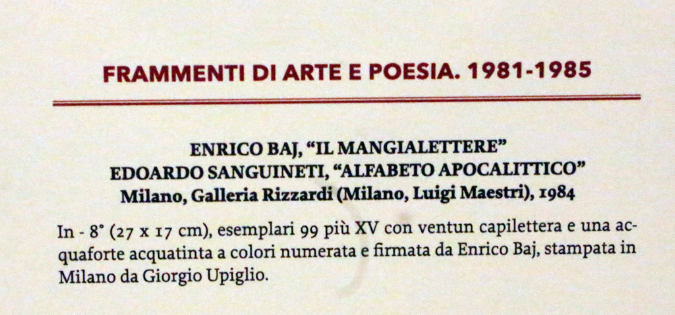 FRAMMENTI DI ARTE E POESIA. 1981-1985
ENRICO BAJ, “IL MANGIALETTERE”
EDOARDO SANGUINETI, “ALFABETO APOCALITTICO”
Milano, Galleria Rizzardi (Milano, Luigi Maestri), 1984
In - 8° (27 x 17 cm), esemplari 99 più XV con ventun capilettera e una ac-
quaforte acquatinta a colori numerata e firmata da Enrico Baj, stampata in
Milano da Giorgio Upiglio.